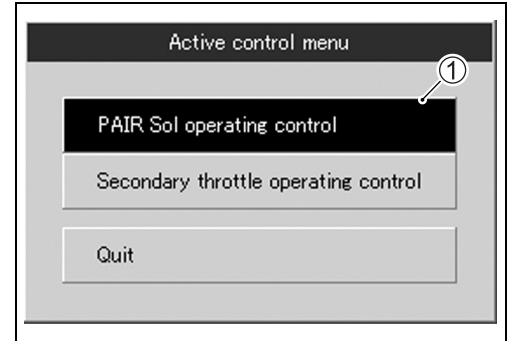 Active control menu
①
PAIR Sol operating control
Secondary throttle operating control
Quit